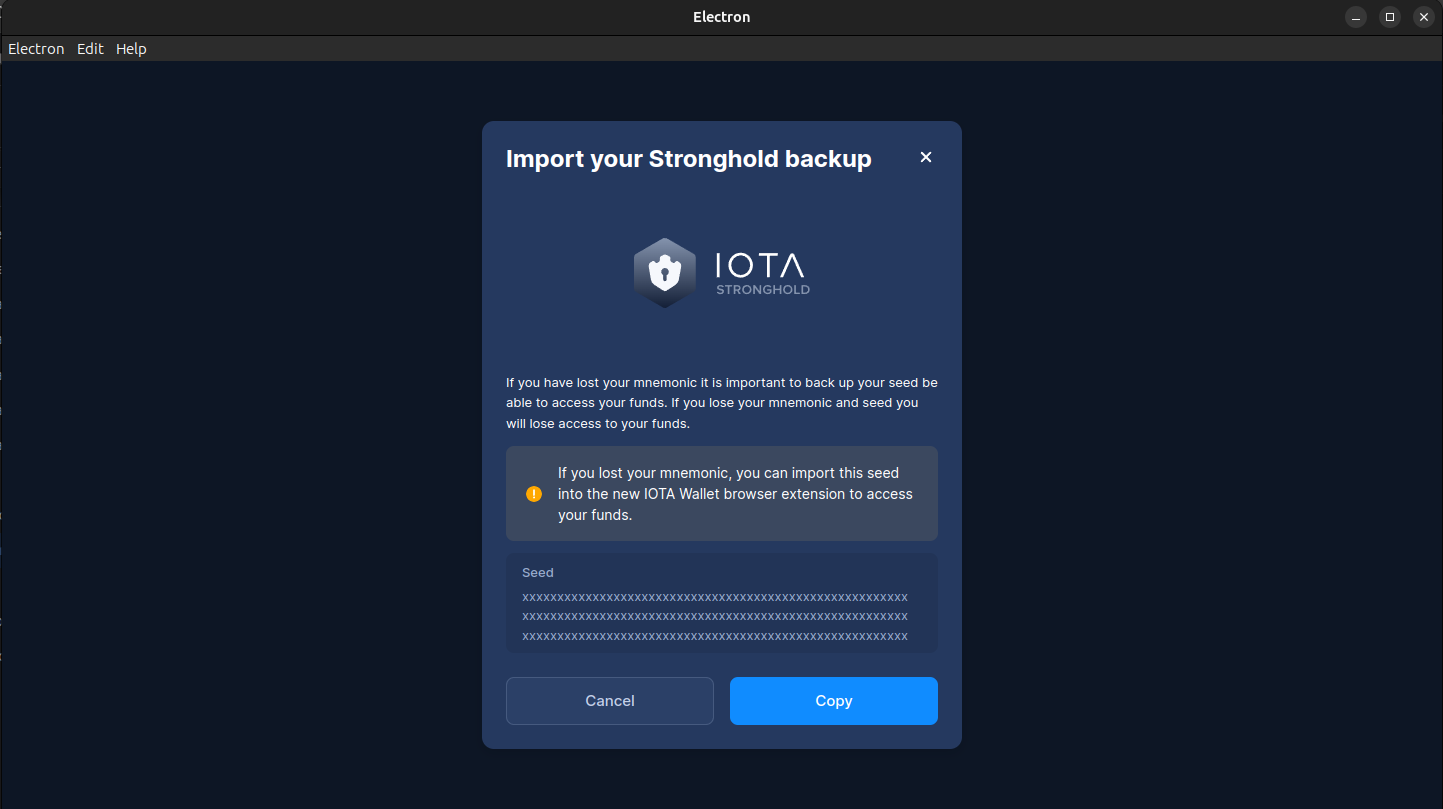 Electron
Electron Edit Help
Import your Stronghold backup
IOTA
STRONGHOLD
If you have lost your mnemonic it is important to back up your seed be
able to access your funds. If you lose your mnemonic and seed you
will lose access to your funds.
If you lost your mnemonic, you can import this seed
into the new IOTA Wallet browser extension to access
your funds.
Seed
xxxxxxxxxxxxxxxxxxxxxxxxxxxxxxxxxxxxxxxxxxxxxxxxxxxxxxx
xxxxxxxxxxxxxxxxxxxxxxxxxxxxxxxxxxxxxxxxxxxxxxxxxxxxxxx
xxxxxxxxxxxxxxxxxxxxxxxxxxxxxxxxxxxxxxxxxxxxxxxxxxxxxxx
Cancel Copy